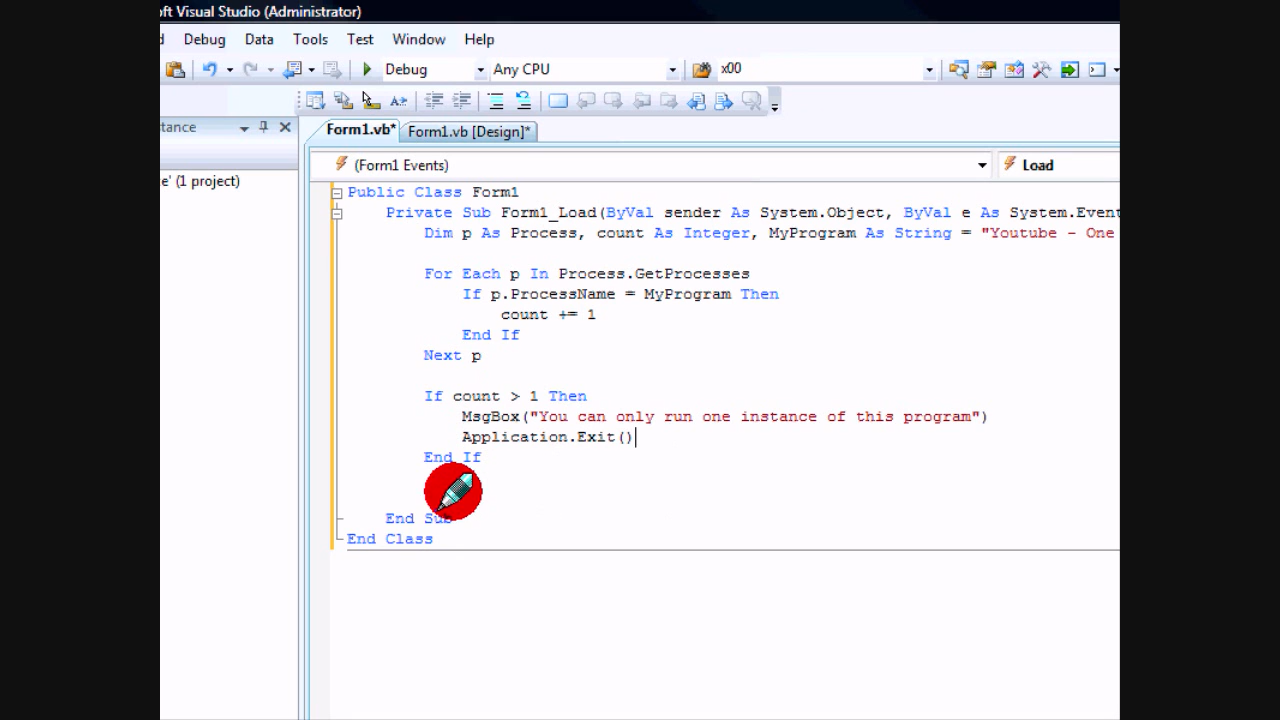 oft Visual Studio (Administrator)
Debug Data Tools Test Window Help
Debug Any CPU x00
tance
Form1.vb* Form1.vb [Design]*
(Form1 Events) Load
e' (1 project)
Public Class Form1
Private Sub Form1_Load(ByVal sender As System.Object, ByVal e As System.Event
Dim p As Process, count As Integer, MyProgram As String = "Youtube - One
For Each p In Process.GetProcesses
If p.ProcessName = MyProgram Then
count += 1
End If
Next p
If count > 1 Then
MsgBox("You can only run one instance of this program")
Application.Exit()
End If
End Sub
End Class